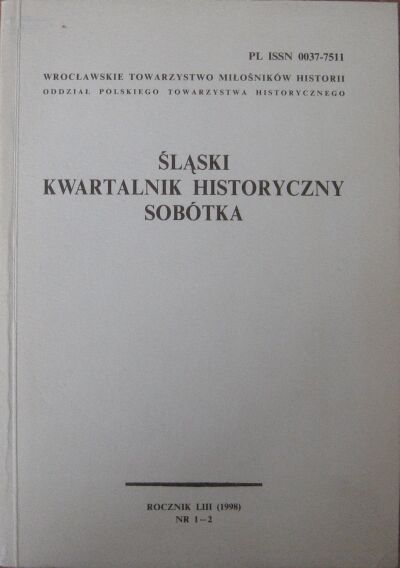 PL ISSN 0037-7511
WROCŁAWSKIE TOWARZYSTWO MIŁOŚNIKÓW HISTORII
ODDZIAŁ POLSKIEGO TOWARZYSTWA HISTORYCZNEGO
ŚLĄSKI
KWARTALNIK HISTORYCZNY
SOBÓTKA
ROCZNIK LIII (1998)
NR 1–2